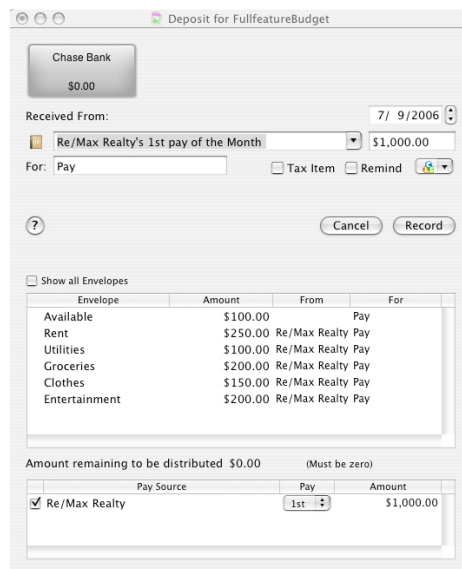 Deposit for FullfeatureBudget
Chase Bank
$0.00
Received From: 7/ 9/2006
Re/Max Realty's 1st pay of the Month $1,000.00
For: Pay Tax Item Remind
? Cancel Record
Show all Envelopes
Envelope Amount From For
Available $100.00 Pay
Rent $250.00 Re/Max Realty Pay
Utilities $100.00 Re/Max Realty Pay
Groceries $200.00 Re/Max Realty Pay
Clothes $150.00 Re/Max Realty Pay
Entertainment $200.00 Re/Max Realty Pay
Amount remaining to be distributed $0.00 (Must be zero)
Pay Source Pay Amount
Re/Max Realty 1st $1,000.00